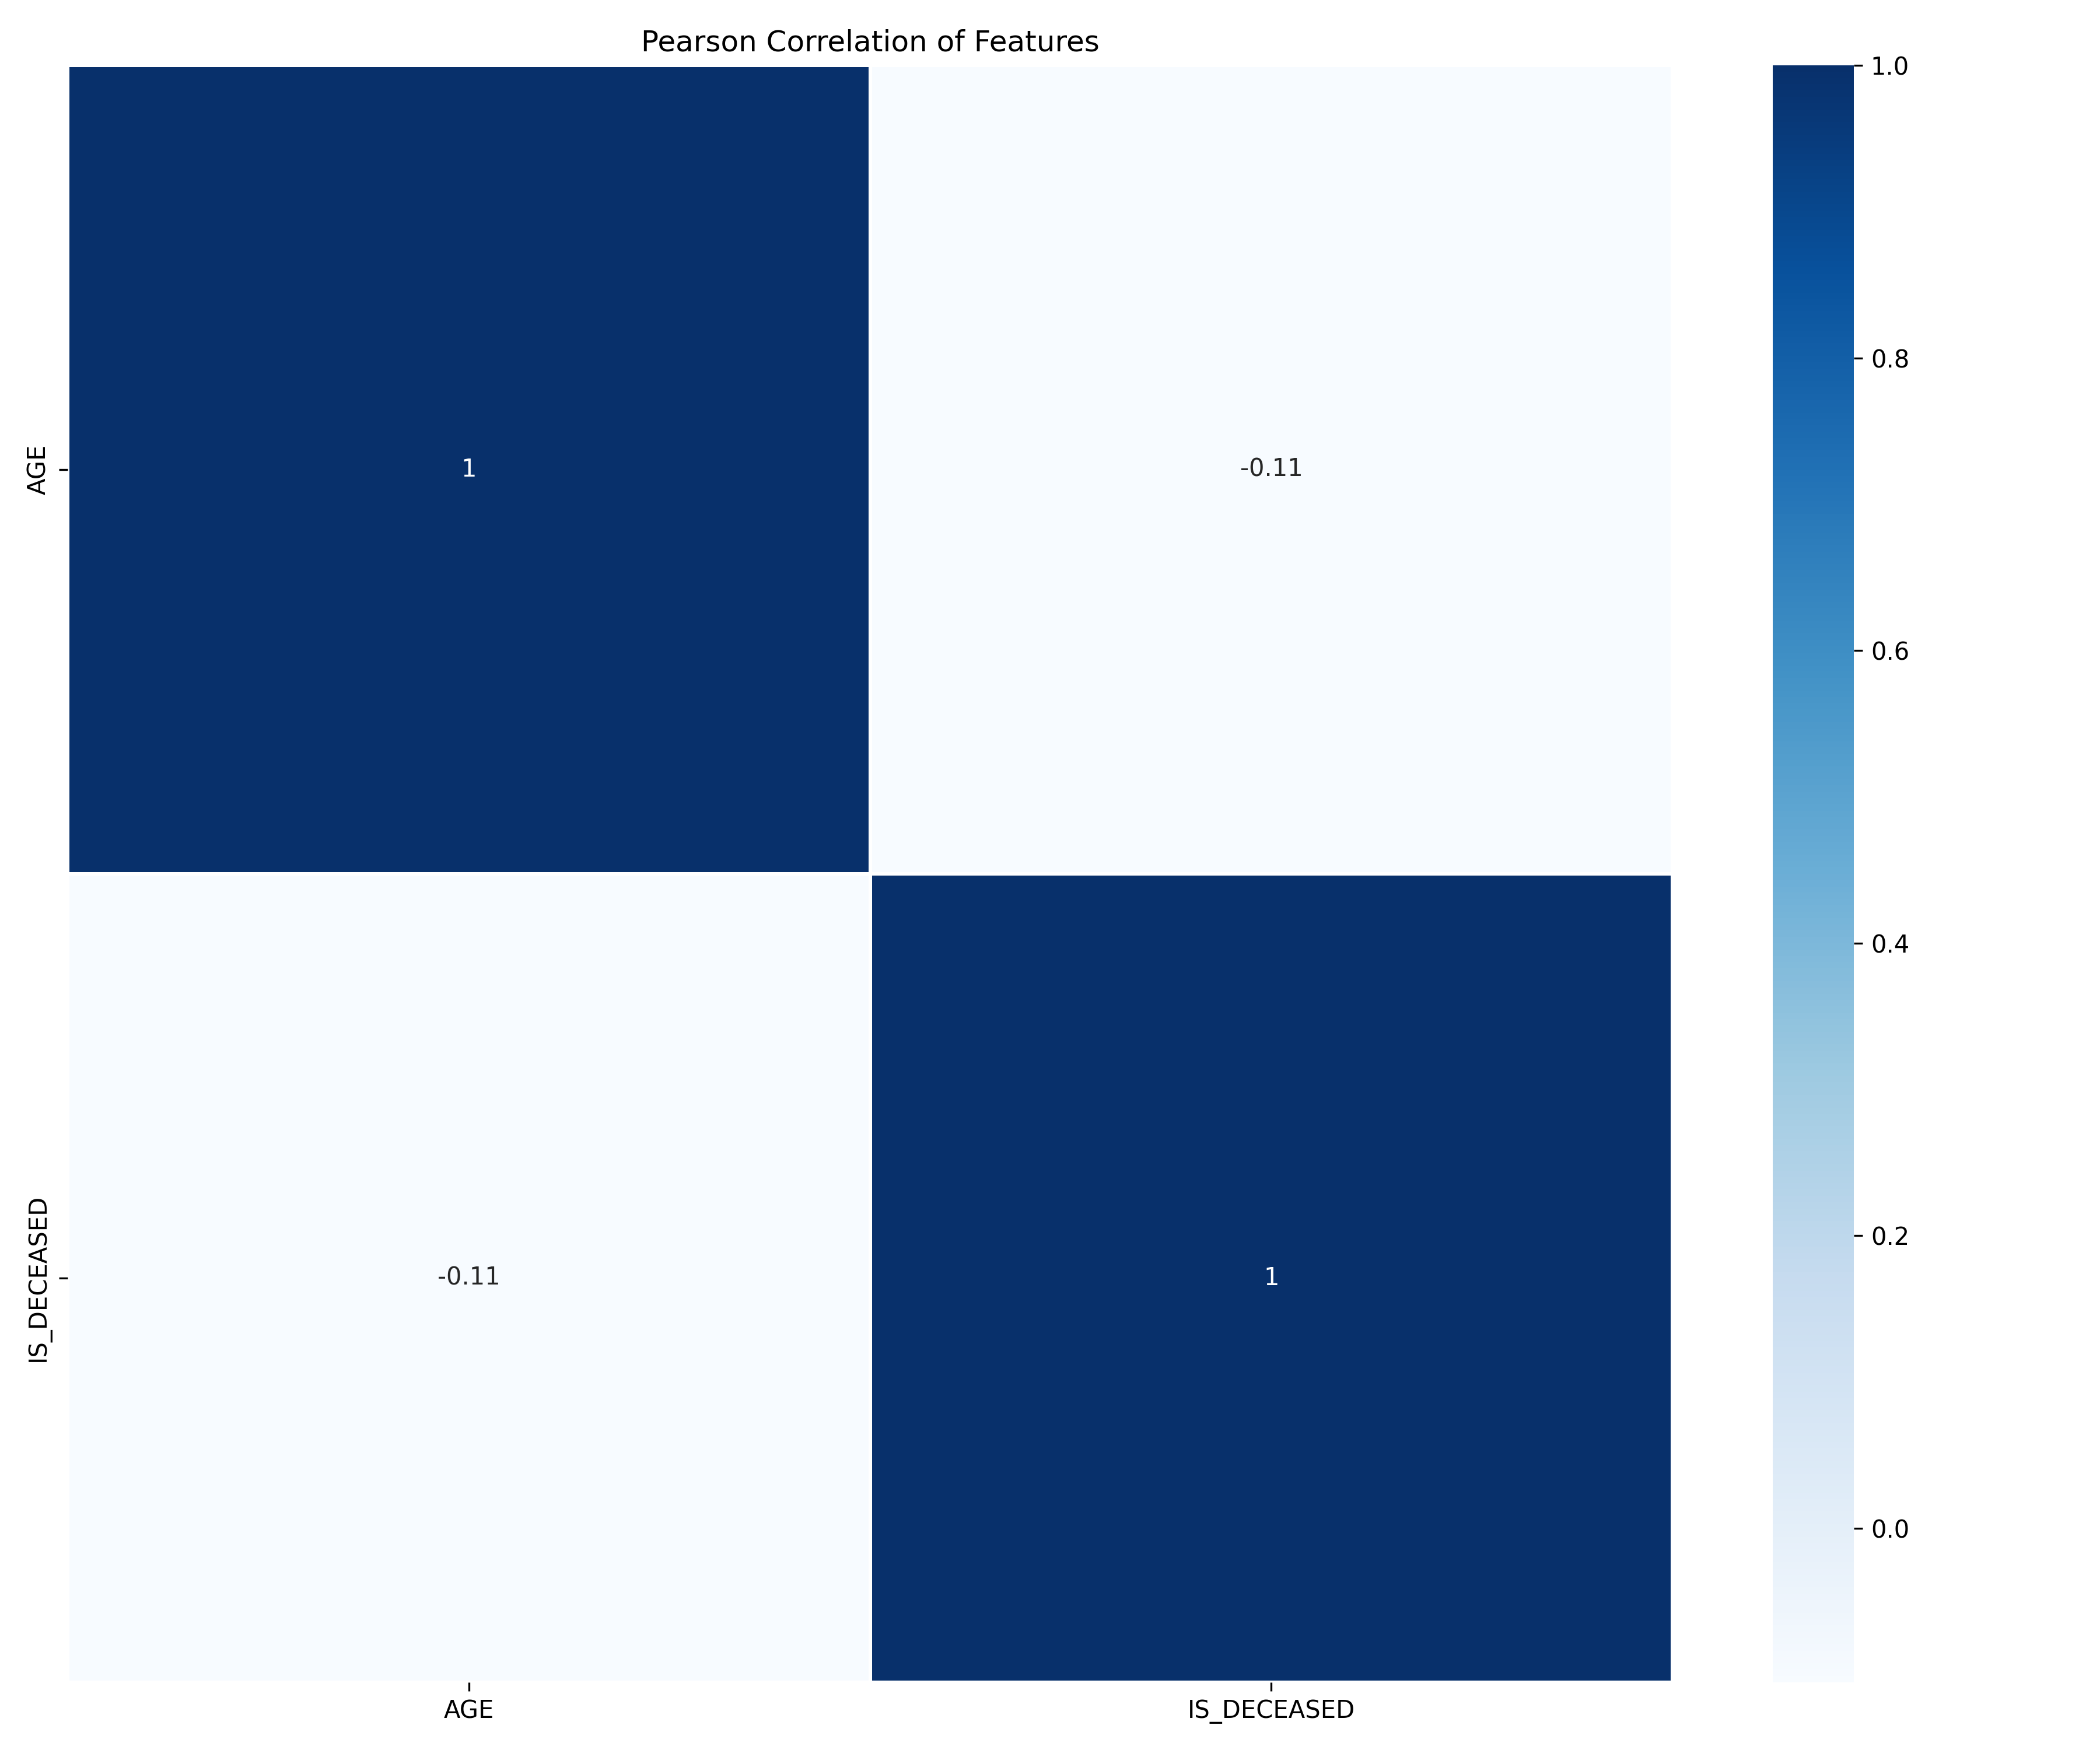 Pearson Correlation of Features
AGE
1
-0.11
IS_DECEASED
-0.11
1
AGE
IS_DECEASED
1.0
0.8
0.6
0.4
0.2
0.0